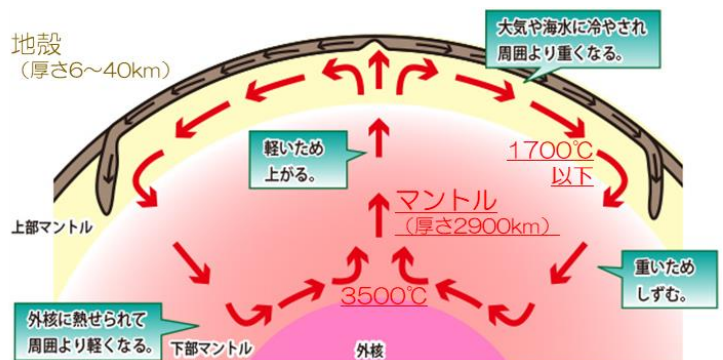 地殻
（厚さ6～40km）
大気や海水に冷やされ
周囲より重くなる。
軽いため
上がる。
1700℃
以下
マントル
（厚さ2900km）
上部マントル
重いため
しずむ。
3500℃
外核に熱せられて
周囲より軽くなる。
下部マントル
外核